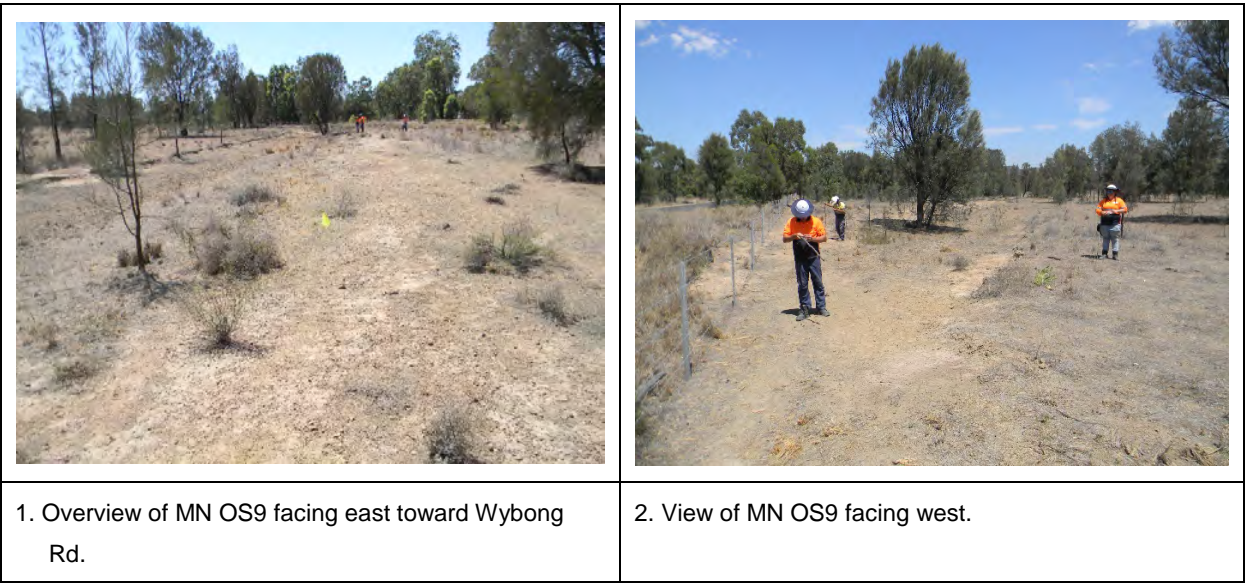 1. Overview of MN OS9 facing east toward Wybong
Rd.
2. View of MN OS9 facing west.